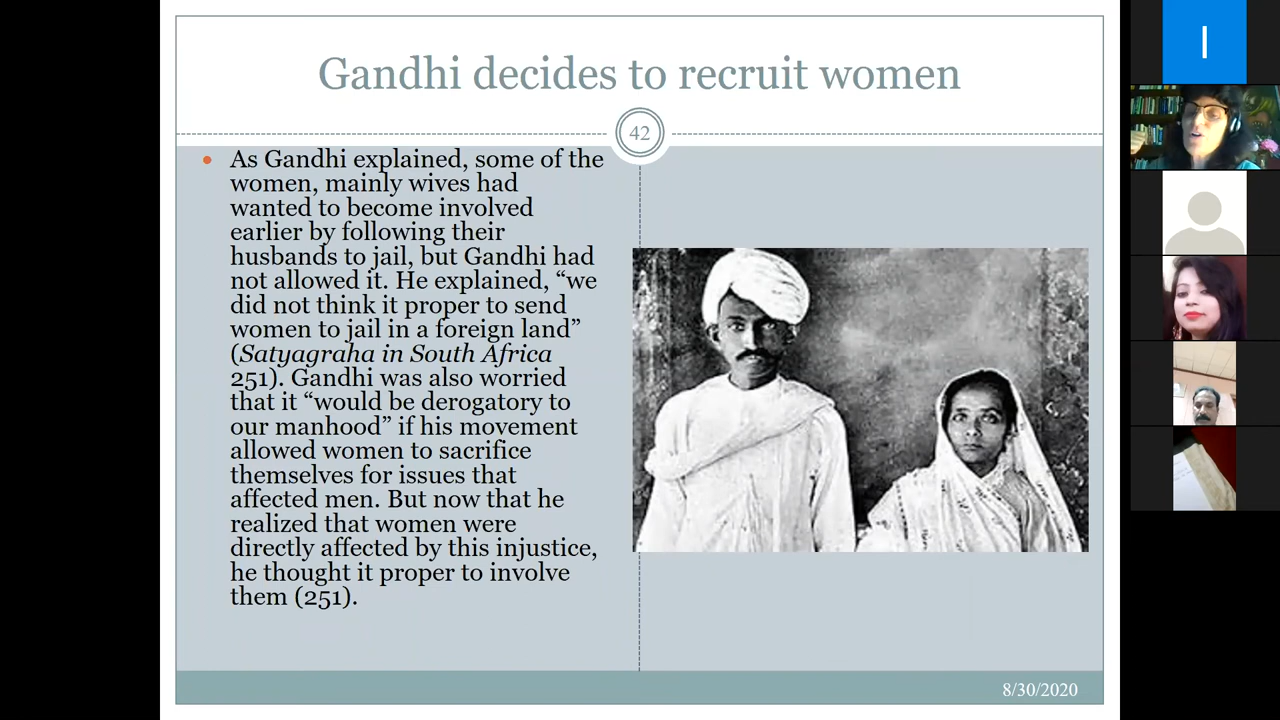 Gandhi decides to recruit women
42
• As Gandhi explained, some of the
women, mainly wives had
wanted to become involved
earlier by following their
husbands to jail, but Gandhi had
not allowed it. He explained, “we
did not think it proper to send
women to jail in a foreign land”
(Satyagraha in South Africa
251). Gandhi was also worried
that it “would be derogatory to
our manhood” if his movement
allowed women to sacrifice
themselves for issues that
affected men. But now that he
realized that women were
directly affected by this injustice,
he thought it proper to involve
them (251).
8/30/2020
I